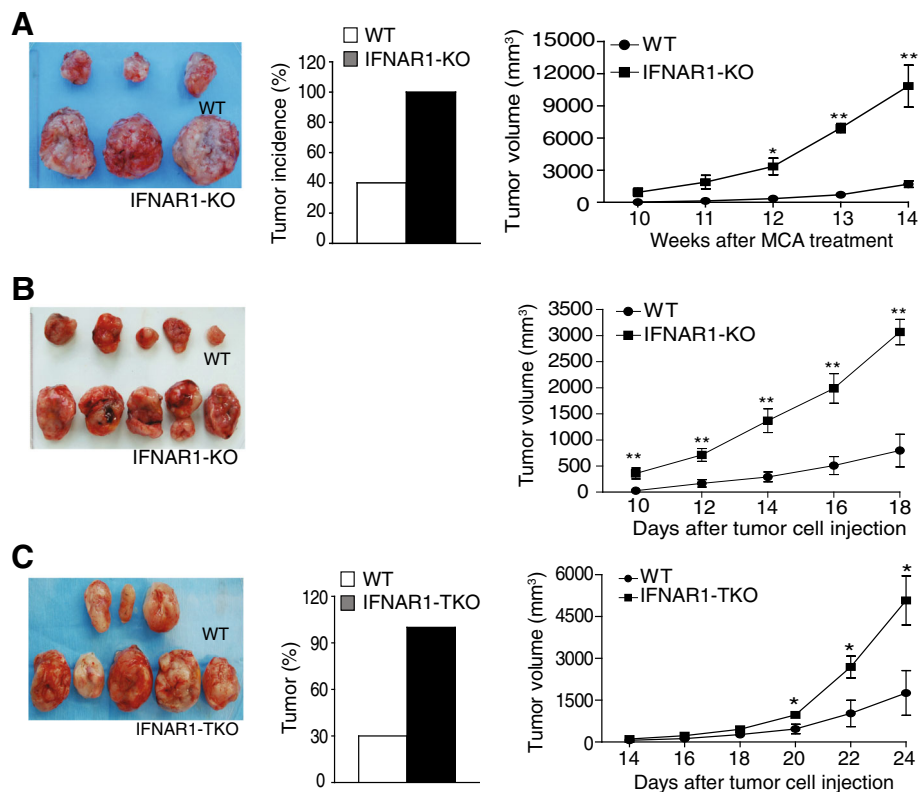 A
WT
IFNAR1-KO
WT
IFNAR1-KO
Tumor incidence (%)
120
100
80
60
40
20
0
WT
IFNAR1-KO
Tumor volume (mm³)
15000
12000
9000
6000
3000
0
*
**
**
10 11 12 13 14
Weeks after MCA treatment
B
WT
IFNAR1-KO
WT
IFNAR1-KO
Tumor volume (mm³)
3500
3000
2500
2000
1500
1000
500
0
**
**
**
**
**
10 12 14 16 18
Days after tumor cell injection
C
WT
IFNAR1-TKO
WT
IFNAR1-TKO
Tumor (%)
120
90
60
30
0
WT
IFNAR1-TKO
Tumor volume (mm³)
6000
4500
3000
1500
0
*
*
*
14 16 18 20 22 24
Days after tumor cell injection